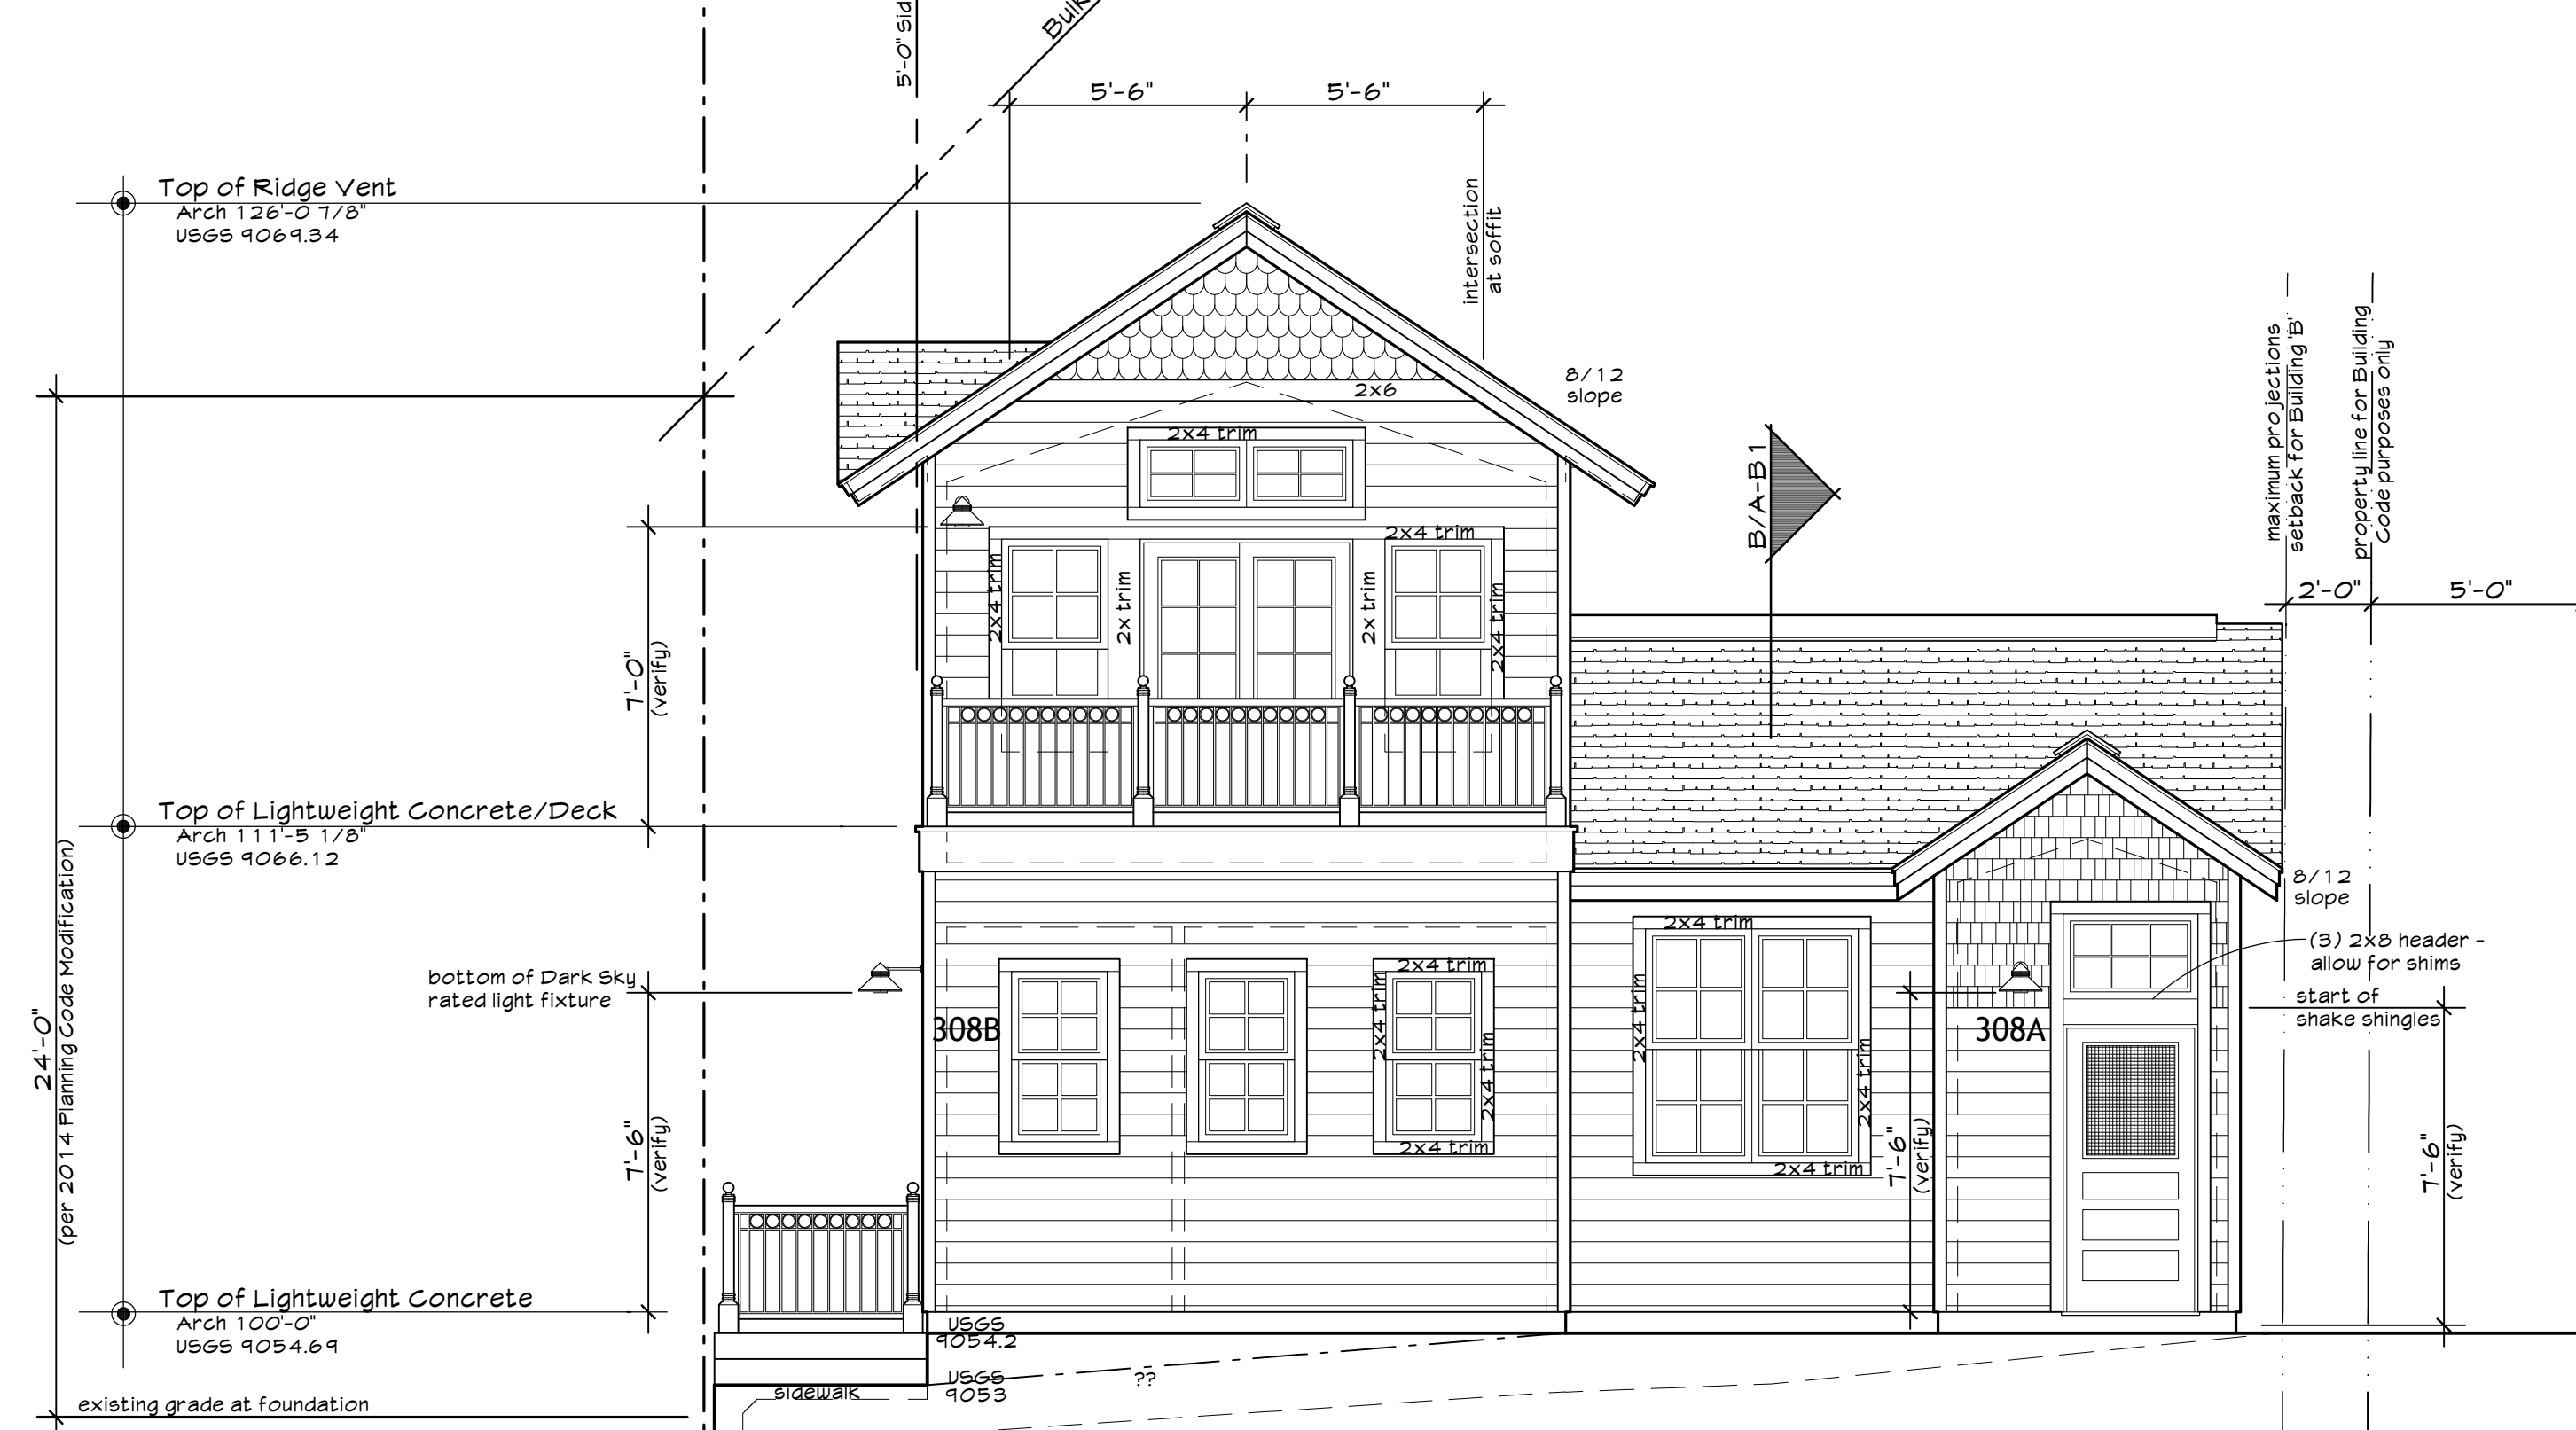 5'-0" sid
Bulk
5'-6"
5'-6"
Top of Ridge Vent
Arch 126'-0 7/8"
USGS 9069.34
intersection
at soffit
8/12
slope
2x6
2x4 trim
B/A-B1
maximum projections
setback for Building 'B'
property line for Building
Code purposes only
2'-0"
5'-0"
2x4 trim
2x4 trim
2x trim
2x trim
2x4 trim
7'-0"
(verify)
Top of Lightweight Concrete/Deck
Arch 111'-5 1/8"
USGS 9066.12
24'-0"
(per 2014 Planning Code Modification)
8/12
slope
2x4 trim
(3) 2x8 header -
allow for shims
bottom of Dark Sky
rated light fixture
2x4 trim
start of
shake shingles
308B
2x4 trim
2x4 trim
2x4 trim
2x4 trim
308A
7'-6"
(verify)
2x4 trim
2x4 trim
7'-6"
(verify)
7'-6"
(verify)
Top of Lightweight Concrete
Arch 100'-0"
USGS 9054.69
USGS
9054.2
USGS
9053
??
sidewalk
existing grade at foundation